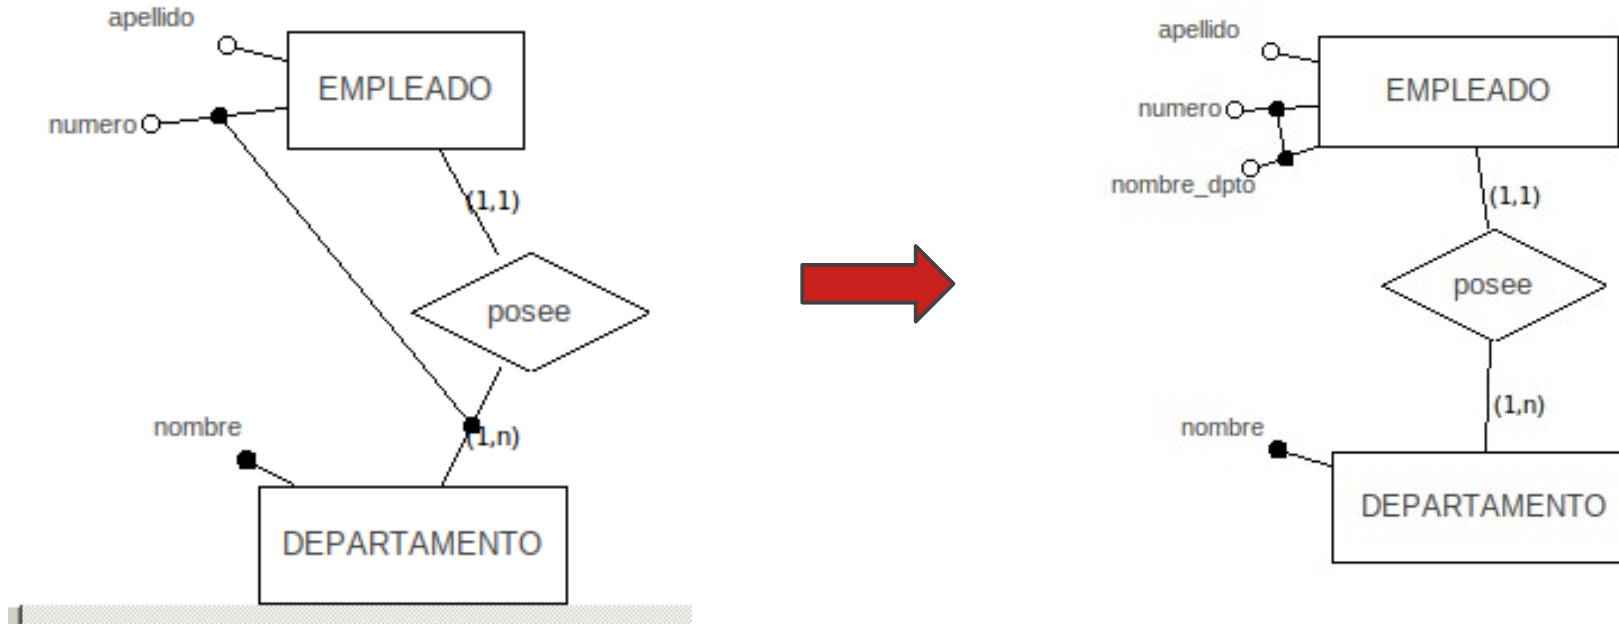 apellido
EMPLEADO
numero
(1,1)
posee
nombre
(1,n)
DEPARTAMENTO
apellido
EMPLEADO
numero
nombre_dpto
(1,1)
posee
(1,n)
nombre
DEPARTAMENTO